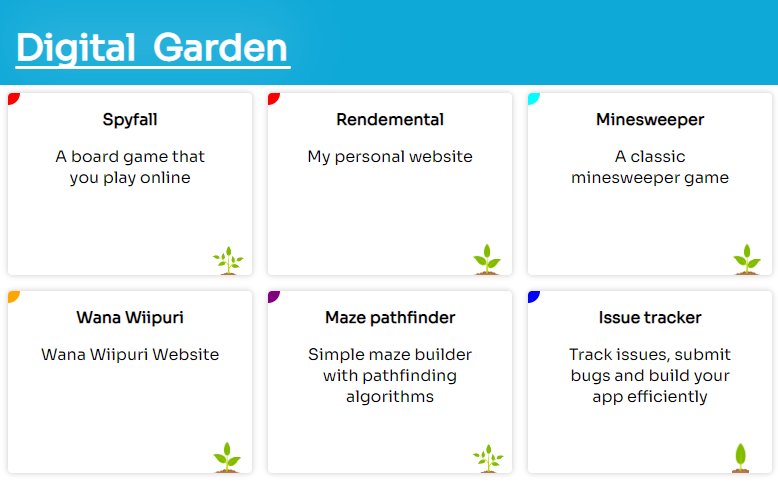 Digital Garden
Spyfall
A board game that
you play online
Rendemental
My personal website
Minesweeper
A classic
minesweeper game
Wana Wiipuri
Wana Wiipuri Website
Maze pathfinder
Simple maze builder
with pathfinding
algorithms
Issue tracker
Track issues, submit
bugs and build your
app efficiently